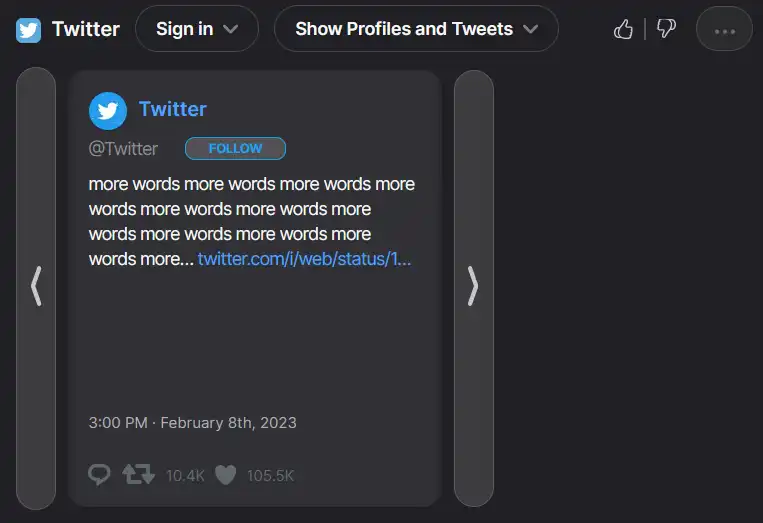 Twitter Sign in Show Profiles and Tweets ...
Twitter
@Twitter FOLLOW
more words more words more words more
words more words more words more
words more words more words more
words more... twitter.com/i/web/status/1...
3:00 PM · February 8th, 2023
10.4K 105.5K